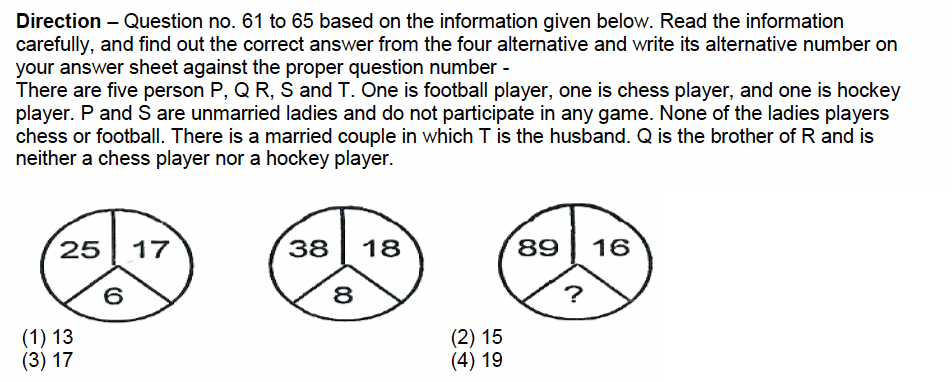 Direction – Question no. 61 to 65 based on the information given below. Read the information
carefully, and find out the correct answer from the four alternative and write its alternative number on
your answer sheet against the proper question number -
There are five person P, Q R, S and T. One is football player, one is chess player, and one is hockey
player. P and S are unmarried ladies and do not participate in any game. None of the ladies players
chess or football. There is a married couple in which T is the husband. Q is the brother of R and is
neither a chess player nor a hockey player.
25 17 38 18 89 16
6 8 ?
(1) 13 (2) 15
(3) 17 (4) 19